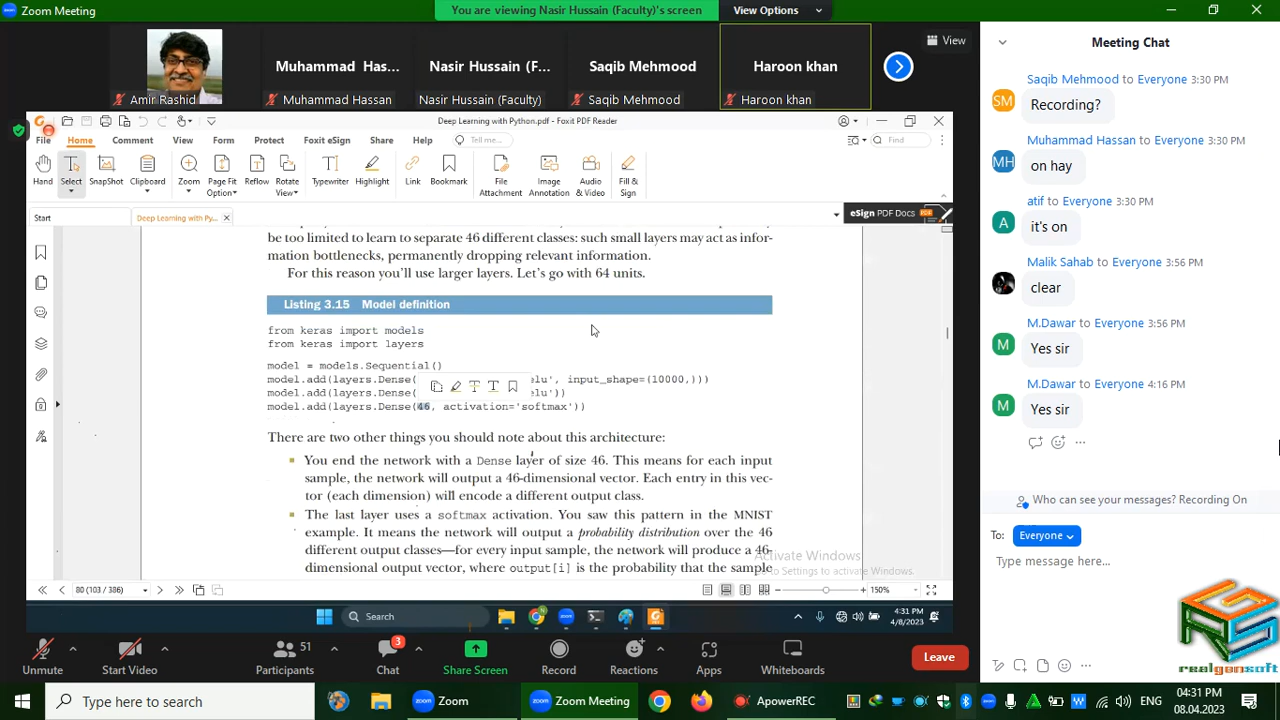 Zoom Meeting
You are viewing Nasir Hussain (Faculty)'s screen
View Options
View
Muhammad Has...
Nasir Hussain (F...
Saqib Mehmood
Haroon khan
Amir Rashid
Muhammad Hassan
Nasir Hussain (Faculty)
Saqib Mehmood
Haroon khan
Deep Learning with Python.pdf - Foxit PDF Reader
File
Home
Comment
View
Form
Protect
Foxit eSign
Share
Help
Tell me...
Find
Hand
Select
SnapShot
Clipboard
Zoom
Page Fit
Option
Reflow
Rotate
View
Typewriter
Highlight
Link
Bookmark
File
Attachment
Image
Annotation
Audio
& Video
Fill &
Sign
Start
Deep Learning with Py...
eSign PDF Docs
be too limited to learn to separate 46 different classes: such small layers may act as infor-
mation bottlenecks, permanently dropping relevant information.
For this reason you'll use larger layers. Let's go with 64 units.
Listing 3.15 Model definition
from keras import models
from keras import layers
model = models.Sequential()
model.add(layers.Dense( elu', input_shape=(10000,)))
model.add(layers.Dense( elu'))
model.add(layers.Dense(46, activation='softmax'))
There are two other things you should note about this architecture:
You end the network with a Dense layer of size 46. This means for each input
sample, the network will output a 46-dimensional vector. Each entry in this vec-
tor (each dimension) will encode a different output class.
The last layer uses a softmax activation. You saw this pattern in the MNIST
example. It means the network will output a probability distribution over the 46
different output classes—for every input sample, the network will produce a 46-
dimensional output vector, where output[i] is the probability that the sample
Activate Windows
Go to Settings to activate Windows.
80 (103 / 386)
150%
Search
4:31 PM
4/8/2023
Unmute
Start Video
51
Participants
3
Chat
Share Screen
Record
Reactions
Apps
Whiteboards
Leave
Meeting Chat
Saqib Mehmood to Everyone 3:30 PM
SM
Recording?
Muhammad Hassan to Everyone 3:30 PM
MH
on hay
atif to Everyone 3:30 PM
A
it's on
Malik Sahab to Everyone 3:56 PM
clear
M.Dawar to Everyone 3:56 PM
M
Yes sir
M.Dawar to Everyone 4:16 PM
M
Yes sir
Who can see your messages? Recording On
To: Everyone
Type message here...
realgensoft
Type here to search
Zoom
Zoom Meeting
ApowerREC
ENG
04:31 PM
08.04.2023